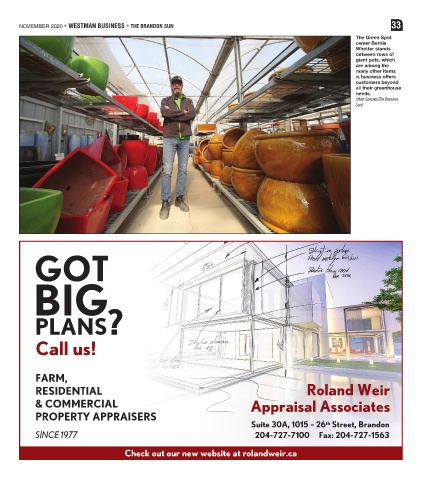 NOVEMBER 2020 • WESTMAN BUSINESS • THE BRANDON SUN
33
The Green Spot
owner Bernie
Whetter stands
between rows of
giant pots, which
are among the
many other items
is business offers
customers beyond
all their greenhouse
needs.
Sun)
GOT
BIG
PLANS?
Call us!
FARM,
RESIDENTIAL
& COMMERCIAL
PROPERTY APPRAISERS
SINCE 1977
Roland Weir
Appraisal Associates
Suite 30A, 1015 – 26th Street, Brandon
204-727-7100 Fax: 204-727-1563
Check out our new website at rolandweir.ca